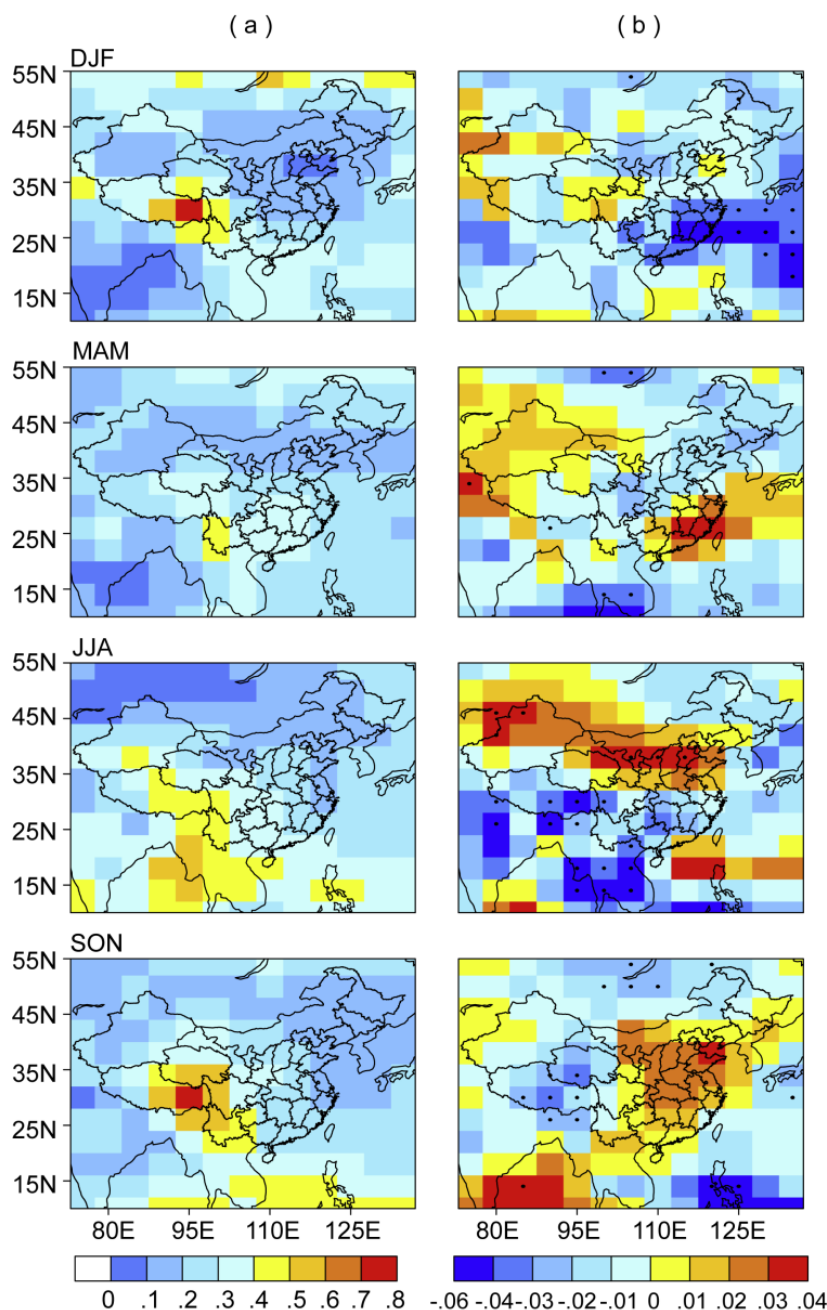 ( a ) ( b )
DJF
55N
45N
35N
25N
15N
MAM
55N
45N
35N
25N
15N
JJA
55N
45N
35N
25N
15N
SON
55N
45N
35N
25N
15N
80E 95E 110E 125E 80E 95E 110E 125E
0 .1 .2 .3 .4 .5 .6 .7 .8 -.06 -.04 -.03 -.02 -.01 0 .01 .02 .03 .04